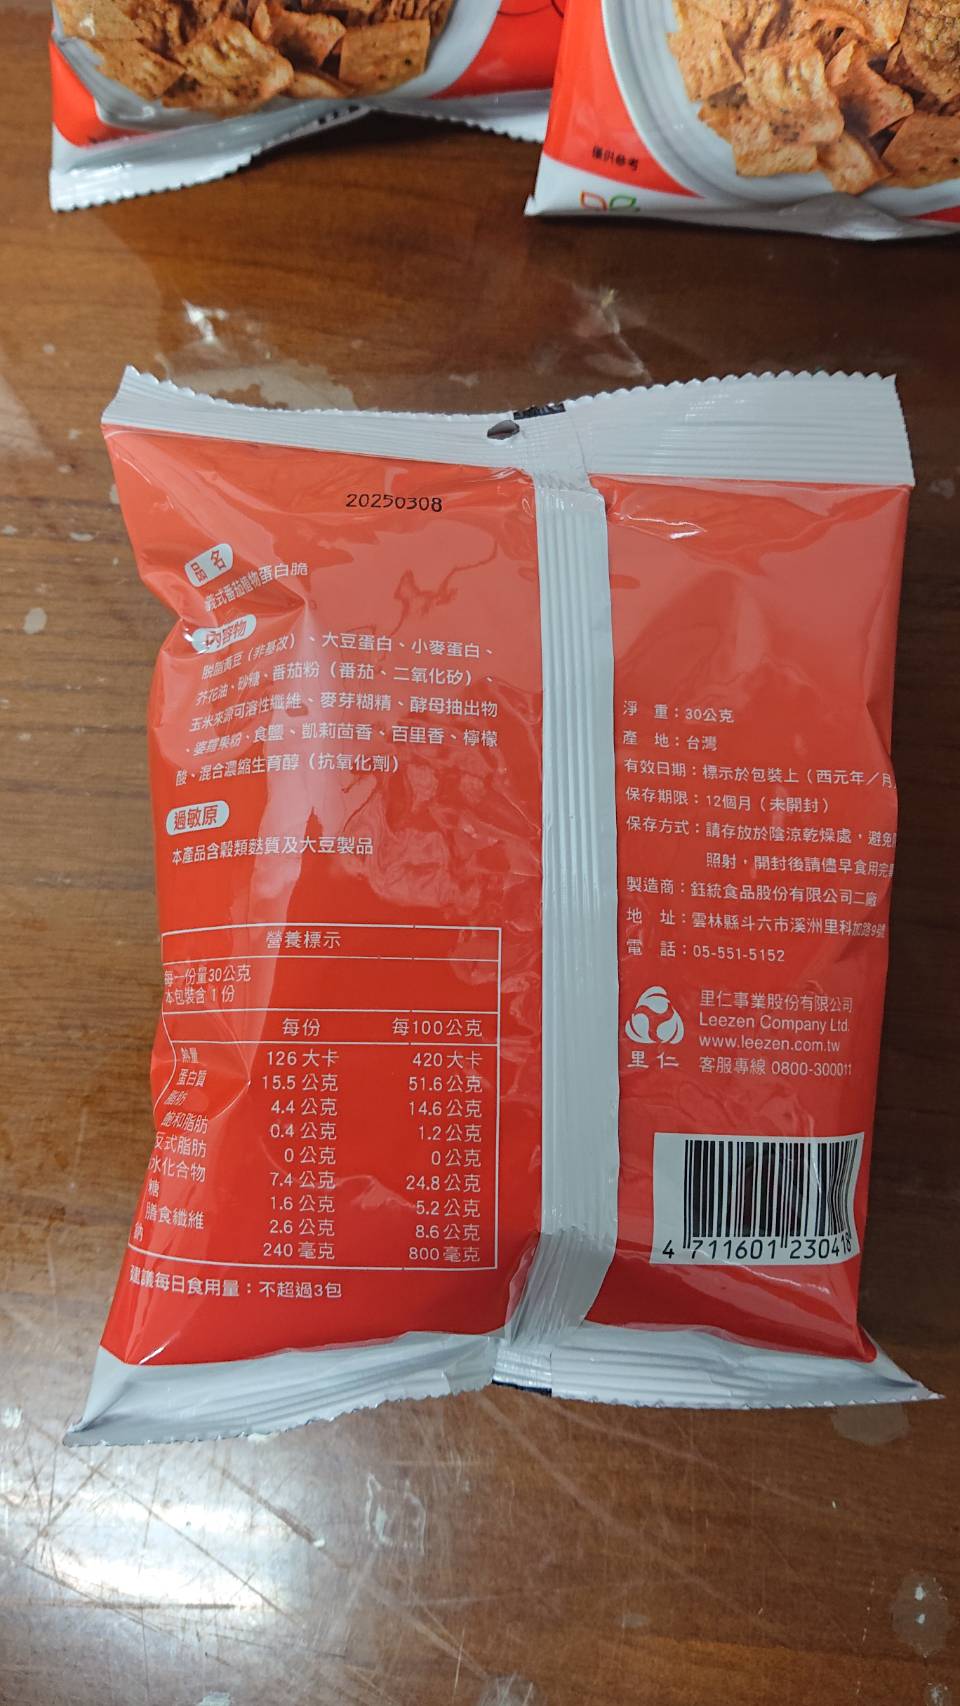 僅供參考
20250308
品名
義式番茄植物蛋白脆
內容物
脫脂黃豆（非基改）、大豆蛋白、小麥蛋白、
芥花油、砂糖、番茄粉（番茄、二氧化矽）、
玉米來源可溶性纖維、麥芽糊精、酵母抽出物
、婆羅果粉、食鹽、凱莉茴香、百里香、檸檬
酸、混合濃縮生育醇（抗氧化劑）
過敏原
本產品含穀類麩質及大豆製品
營養標示
每一份量30公克
本包裝含1份
每份 每100公克
熱量 126大卡 420大卡
蛋白質 15.5公克 51.6公克
脂肪 4.4公克 14.6公克
飽和脂肪 0.4公克 1.2公克
反式脂肪 0公克 0公克
水化合物 7.4公克 24.8公克
糖 1.6公克 5.2公克
膳食纖維 2.6公克 8.6公克
鈉 240毫克 800毫克
建議每日食用量：不超過3包
淨 重：30公克
產 地：台灣
有效日期：標示於包裝上（西元年／月
保存期限：12個月（未開封）
保存方式：請存放於陰涼乾燥處，避免
照射，開封後請儘早食用完
製造商：鈺統食品股份有限公司二廠
地 址：雲林縣斗六市溪洲里科加路9號
電 話：05-551-5152
里仁
里仁事業股份有限公司
Leezen Company Ltd.
www.leezen.com.tw
客服專線 0800-300011
4 711601 230418